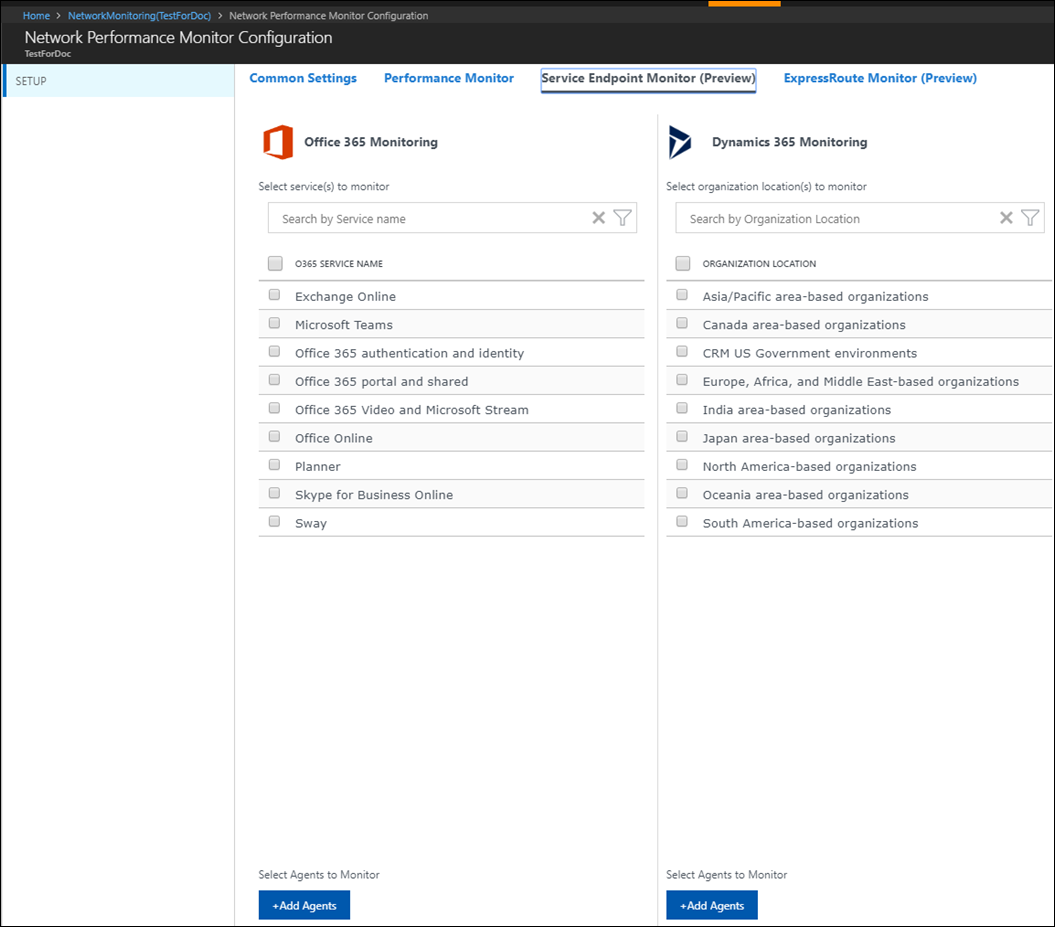 Home > NetworkMonitoring(TestForDoc) > Network Performance Monitor Configuration
Network Performance Monitor Configuration
TestForDoc
SETUP
Common Settings Performance Monitor Service Endpoint Monitor (Preview) ExpressRoute Monitor (Preview)
Office 365 Monitoring
Select service(s) to monitor
Search by Service name
O365 SERVICE NAME
Exchange Online
Microsoft Teams
Office 365 authentication and identity
Office 365 portal and shared
Office 365 Video and Microsoft Stream
Office Online
Planner
Skype for Business Online
Sway
Select Agents to Monitor
+Add Agents
Dynamics 365 Monitoring
Select organization location(s) to monitor
Search by Organization Location
ORGANIZATION LOCATION
Asia/Pacific area-based organizations
Canada area-based organizations
CRM US Government environments
Europe, Africa, and Middle East-based organizations
India area-based organizations
Japan area-based organizations
North America-based organizations
Oceania area-based organizations
South America-based organizations
Select Agents to Monitor
+Add Agents